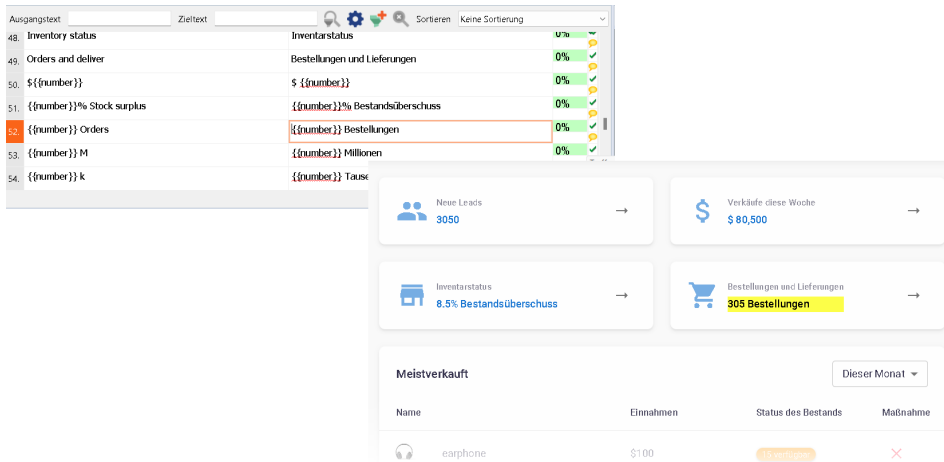 Ausgangstext Zieltext Sortieren Keine Sortierung
48. Inventory status Inventarstatus 0%
49. Orders and deliver Bestellungen und Lieferungen 0%
50. ${{number}} $ {{number}} 0%
51. {{number}}% Stock surplus {{number}}% Bestandsüberschuss 0%
52. {{number}} Orders {{number}} Bestellungen 0%
53. {{number}} M {{number}} Millionen 0%
54. {{number}} k {{number}}
Neue Leads
3050
Verkäufe diese Woche
$ 80,500
Inventarstatus
8.5% Bestandsüberschuss
Bestellungen und Lieferungen
305 Bestellungen
Meistverkauft Dieser Monat
Name Einnahmen Status des Bestands Maßnahme
earphone $100